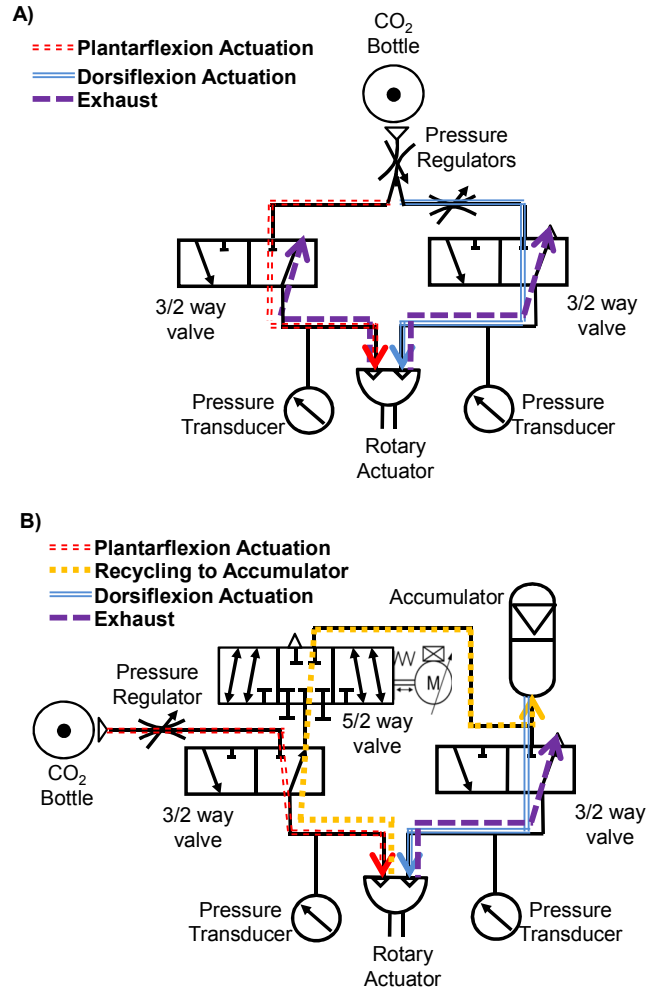 A)
CO2
Bottle
Plantarflexion Actuation
Dorsiflexion Actuation
Exhaust
Pressure
Regulators
3/2 way
valve
3/2 way
valve
Pressure
Transducer
Pressure
Transducer
Rotary
Actuator
B)
Plantarflexion Actuation
Recycling to Accumulator
Dorsiflexion Actuation
Exhaust
Accumulator
Pressure
Regulator
M
5/2 way
valve
CO2
Bottle
3/2 way
valve
3/2 way
valve
Pressure
Transducer
Pressure
Transducer
Rotary
Actuator